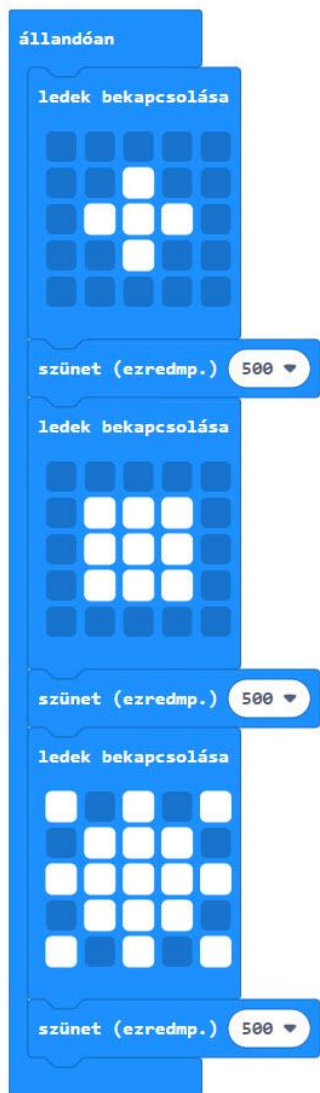 állandóan
ledek bekapcsolása
szünet (ezredmp.) 500
ledek bekapcsolása
szünet (ezredmp.) 500
ledek bekapcsolása
szünet (ezredmp.) 500